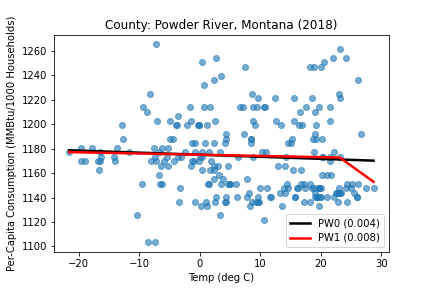 County: Powder River, Montana (2018)
Per-Capita Consumption (MMBtu/1000 Households)
1260
1240
1220
1200
1180
1160
1140
1120
1100
PW0 (0.004)
PW1 (0.008)
−20 −10 0 10 20 30
Temp (deg C)